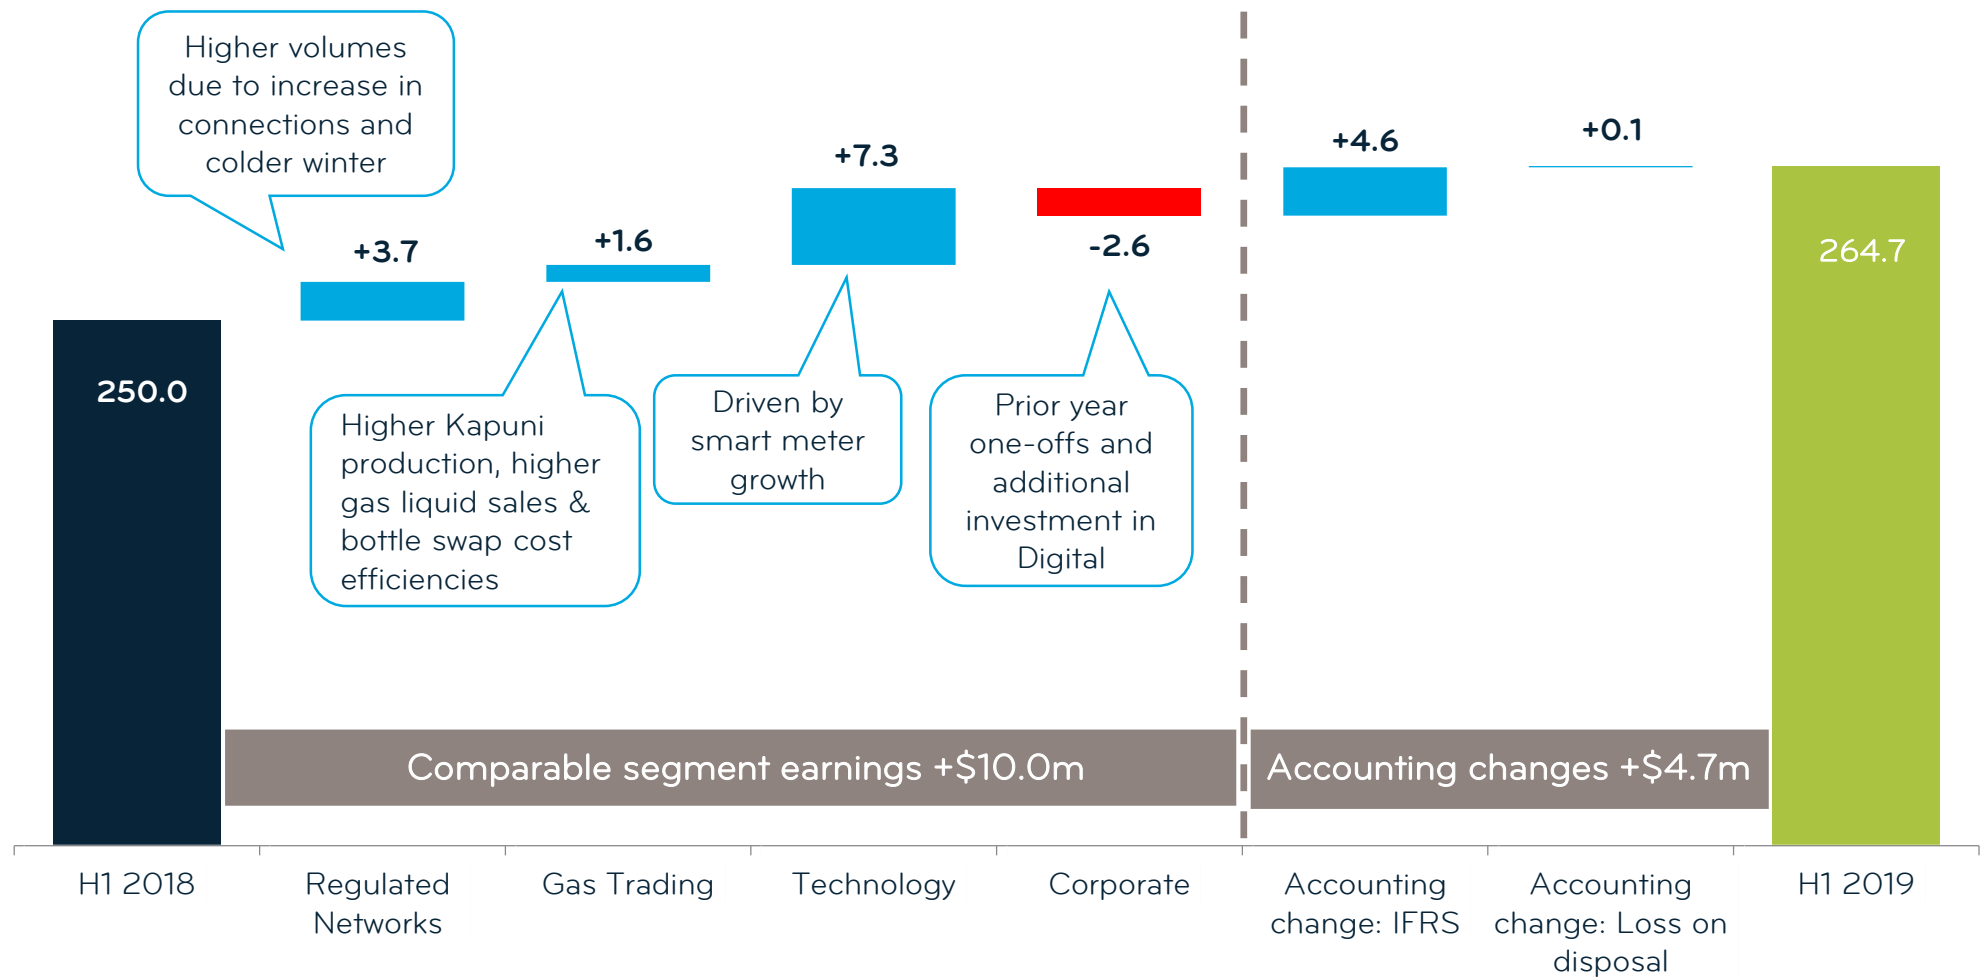 Higher volumes
due to increase in
connections and
colder winter
+3.7
+1.6
+7.3
-2.6
+4.6
+0.1
250.0
264.7
Higher Kapuni
production, higher
gas liquid sales &
bottle swap cost
efficiencies
Driven by
smart meter
growth
Prior year
one-offs and
additional
investment in
Digital
Comparable segment earnings +$10.0m
Accounting changes +$4.7m
H1 2018
Regulated
Networks
Gas Trading
Technology
Corporate
Accounting
change: IFRS
Accounting
change: Loss on
disposal
H1 2019